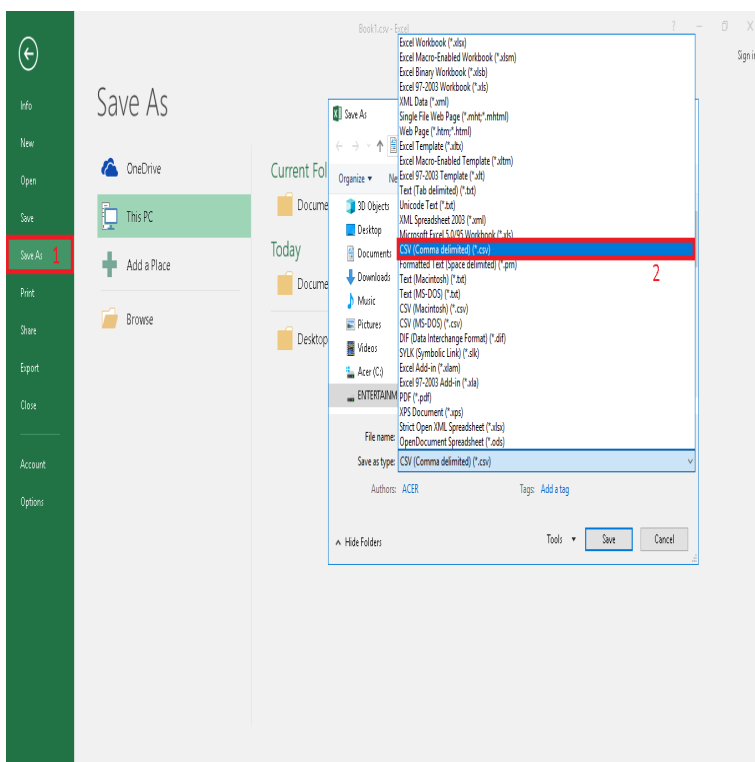 Book1.csv - Excel
?
Sign in
Info
New
Open
Save
Save As 1
Print
Share
Export
Close
Account
Options
Save As
OneDrive
This PC
Add a Place
Browse
Current Fol
Docume
Today
Docume
Desktop
Save As
Organize
Ne
3D Objects
Desktop
Documents
Downloads
Music
Pictures
Videos
Acer (C:)
ENTERTAINM
Excel Workbook (*.xlsx)
Excel Macro-Enabled Workbook (*.xlsm)
Excel Binary Workbook (*.xlsb)
Excel 97-2003 Workbook (*.xls)
XML Data (*.xml)
Single File Web Page (*.mht;*.mhtml)
Web Page (*.htm;*.html)
Excel Template (*.xltx)
Excel Macro-Enabled Template (*.xltm)
Excel 97-2003 Template (*.xlt)
Text (Tab delimited) (*.txt)
Unicode Text (*.txt)
XML Spreadsheet 2003 (*.xml)
Microsoft Excel 5.0/95 Workbook (*.xls)
CSV (Comma delimited) (*.csv)
2
Formatted Text (Space delimited) (*.prn)
Text (Macintosh) (*.txt)
Text (MS-DOS) (*.txt)
CSV (Macintosh) (*.csv)
CSV (MS-DOS) (*.csv)
DIF (Data Interchange Format) (*.dif)
SYLK (Symbolic Link) (*.slk)
Excel Add-in (*.xlam)
Excel 97-2003 Add-in (*.xla)
PDF (*.pdf)
XPS Document (*.xps)
Strict Open XML Spreadsheet (*.xlsx)
OpenDocument Spreadsheet (*.ods)
File name:
Save as type: CSV (Comma delimited) (*.csv)
Authors: ACER
Tags: Add a tag
Hide Folders
Tools
Save
Cancel